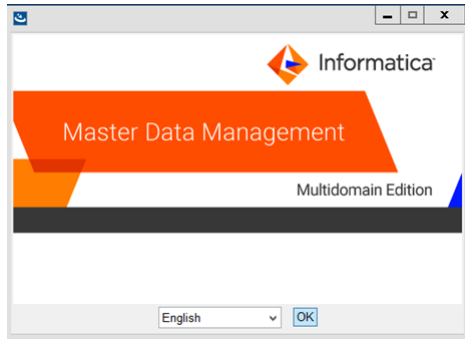 Informatica
Master Data Management
Multidomain Edition
English
OK